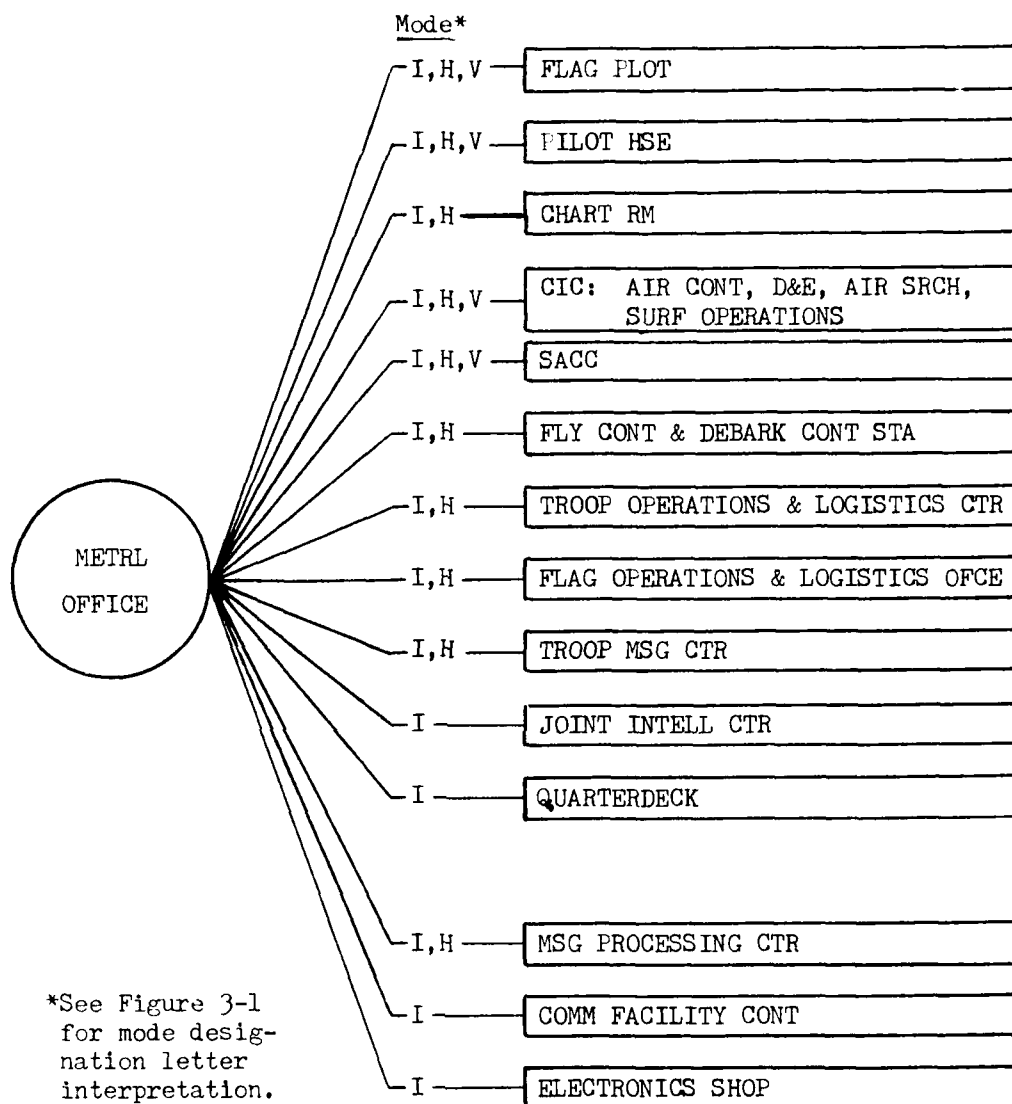 Mode*
I,H,V FLAG PLOT
I,H,V PILOT HSE
I,H CHART RM
I,H,V CIC: AIR CONT, D&E, AIR SRCH,
SURF OPERATIONS
I,H,V SACC
I,H FLY CONT & DEBARK CONT STA
I,H TROOP OPERATIONS & LOGISTICS CTR
METRL
OFFICE
I,H FLAG OPERATIONS & LOGISTICS OFCE
I,H TROOP MSG CTR
I JOINT INTELL CTR
I QUARTERDECK
I,H MSG PROCESSING CTR
I COMM FACILITY CONT
I ELECTRONICS SHOP
*See Figure 3-1
for mode desig-
nation letter
interpretation.